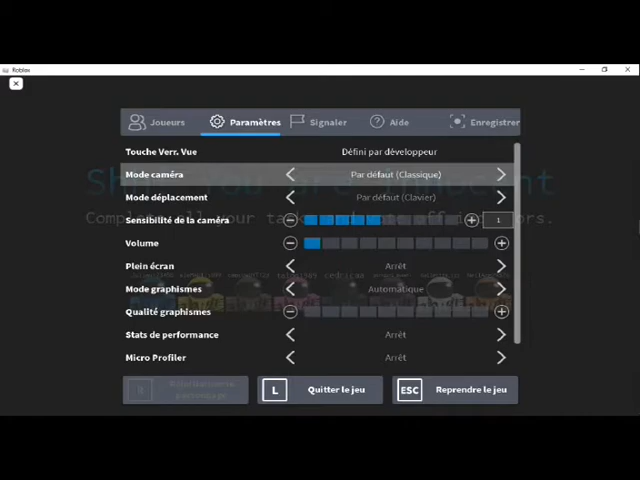 Roblox
Joueurs Paramètres Signaler Aide Enregistrer
Touche Verr. Vue Défini par développeur
Mode caméra Par défaut (Classique)
Mode déplacement Par défaut (Clavier)
Sensibilité de la caméra 1
Volume
Plein écran Arrêt
Mode graphismes Automatique
Qualité graphismes
Stats de performance Arrêt
Micro Profiler Arrêt
R
L Quitter le jeu
ESC Reprendre le jeu